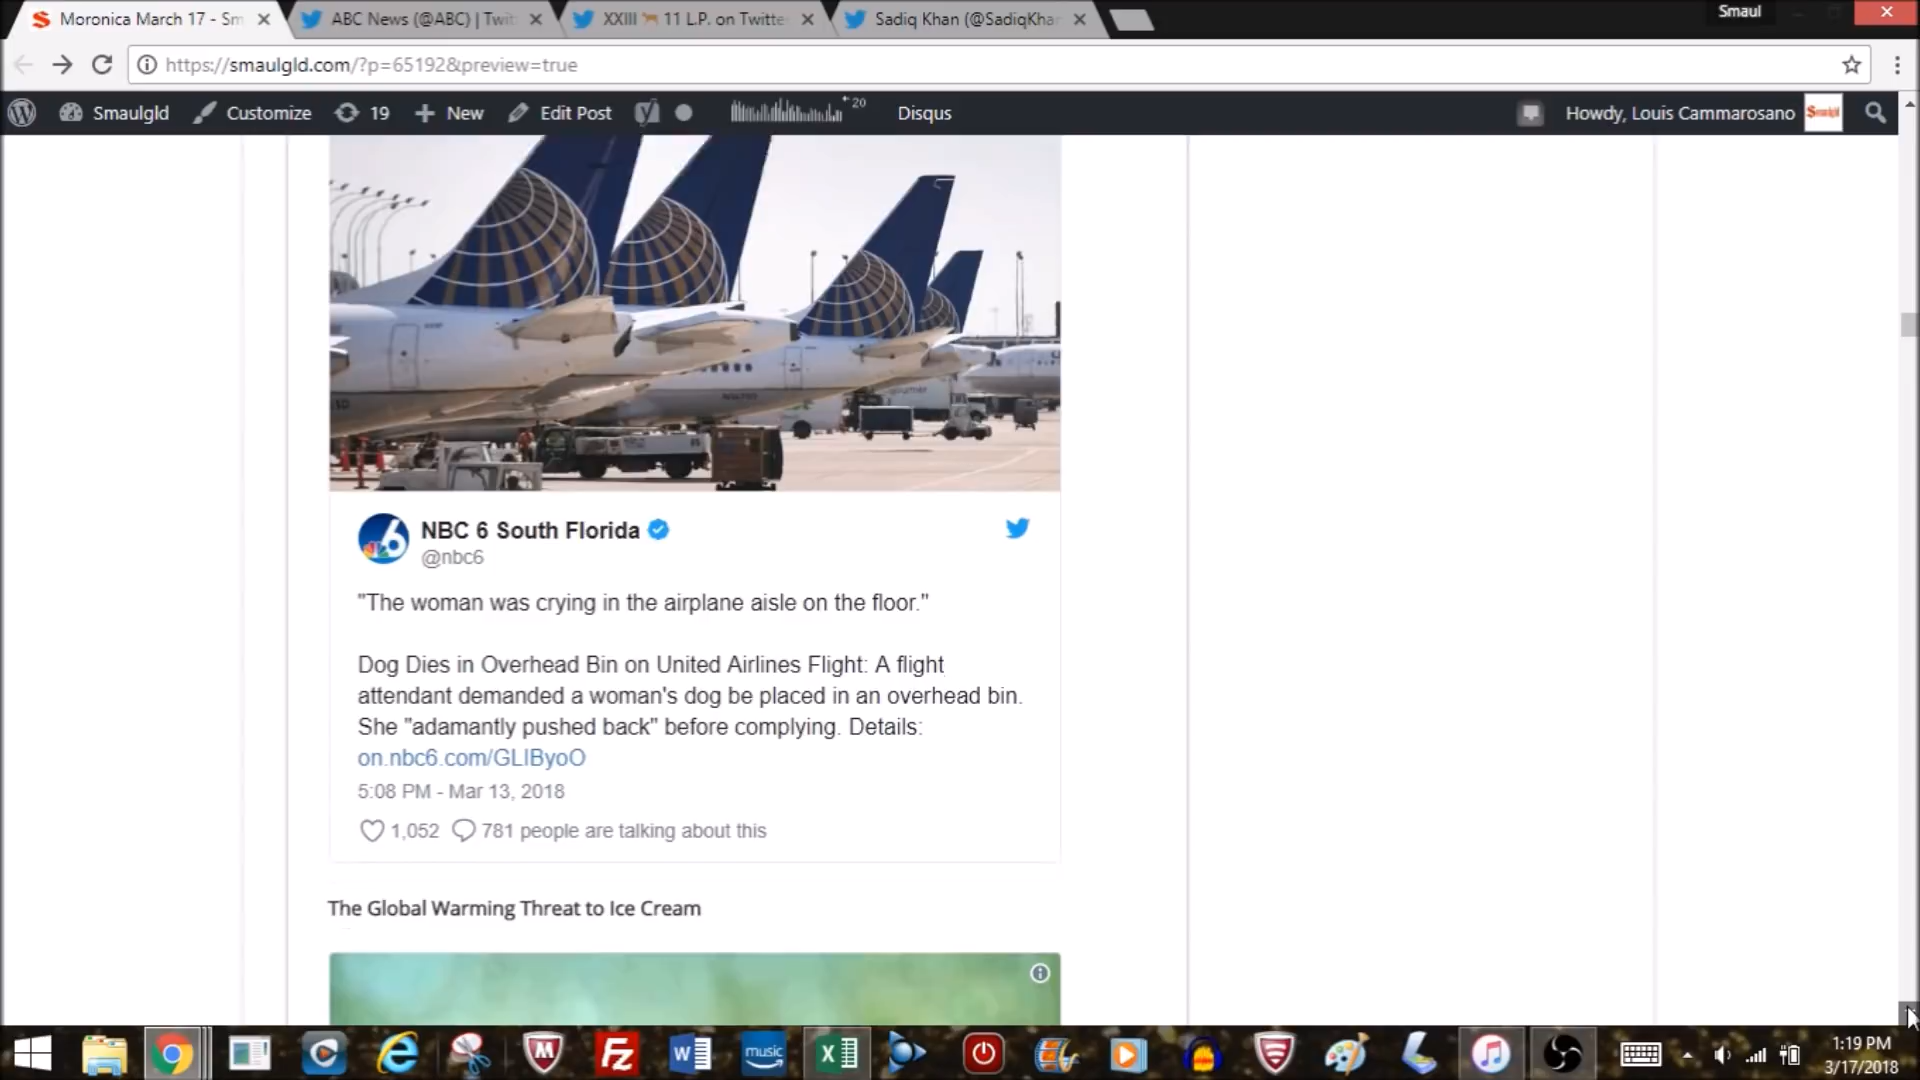 Moronica March 17 - Sm
ABC News (@ABC) | Twit
XXIII 11 L.P. on Twitte
Sadiq Khan (@SadiqKha
Smaul
https://smaulgld.com/?p=65192&preview=true
Smaulgld
Customize
19
New
Edit Post
20
Disqus
Howdy, Louis Cammarosano
Smaulgld
NBC 6 South Florida
@nbc6
"The woman was crying in the airplane aisle on the floor."
Dog Dies in Overhead Bin on United Airlines Flight: A flight
attendant demanded a woman's dog be placed in an overhead bin.
She "adamantly pushed back" before complying. Details:
on.nbc6.com/GLIByoO
5:08 PM - Mar 13, 2018
1,052
781 people are talking about this
The Global Warming Threat to Ice Cream
music
1:19 PM
3/17/2018